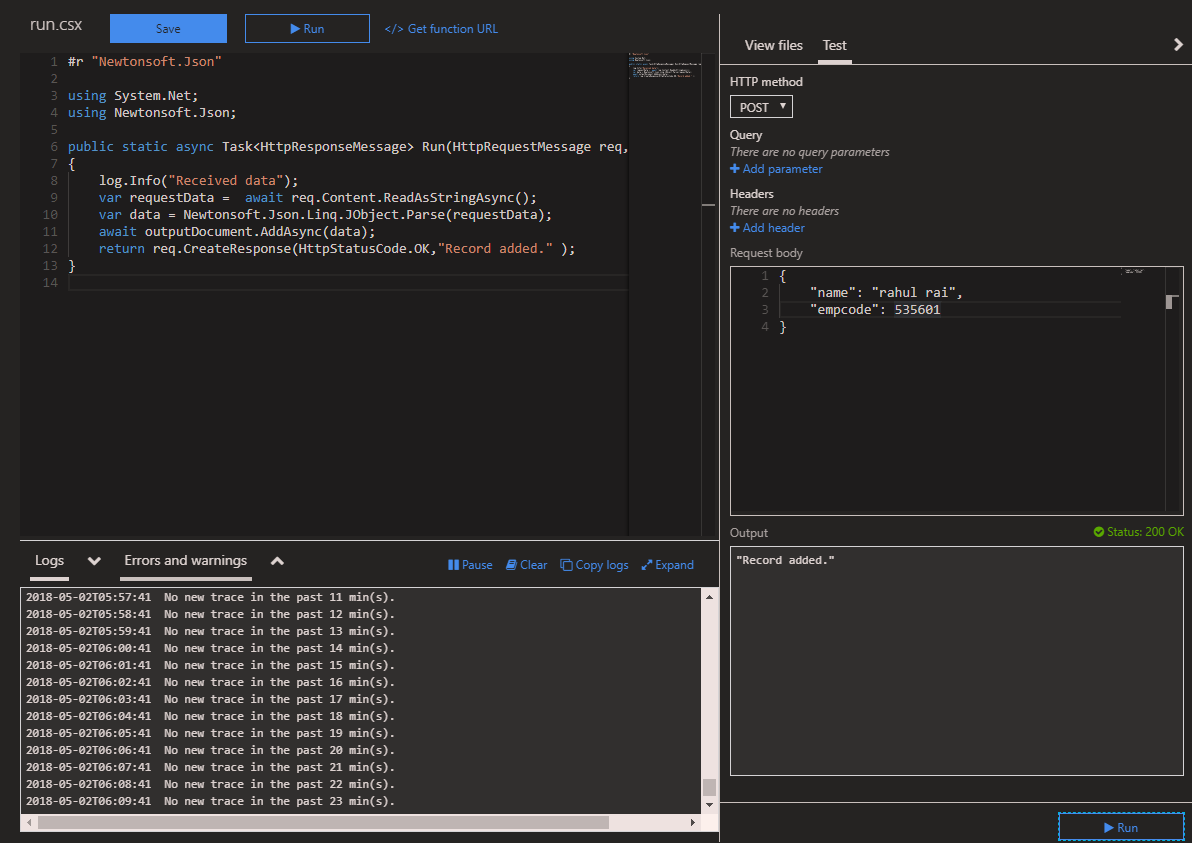 run.csx
Save
Run
</> Get function URL
1 #r "Newtonsoft.Json"
2
3 using System.Net;
4 using Newtonsoft.Json;
5
6 public static async Task<HttpResponseMessage> Run(HttpRequestMessage req,
7 {
8     log.Info("Received data");
9     var requestData =  await req.Content.ReadAsStringAsync();
10     var data = Newtonsoft.Json.Linq.JObject.Parse(requestData);
11     await outputDocument.AddAsync(data);
12     return req.CreateResponse(HttpStatusCode.OK,"Record added." );
13 }
14
Logs
Errors and warnings
Pause
Clear
Copy logs
Expand
2018-05-02T05:57:41  No new trace in the past 11 min(s).
2018-05-02T05:58:41  No new trace in the past 12 min(s).
2018-05-02T05:59:41  No new trace in the past 13 min(s).
2018-05-02T06:00:41  No new trace in the past 14 min(s).
2018-05-02T06:01:41  No new trace in the past 15 min(s).
2018-05-02T06:02:41  No new trace in the past 16 min(s).
2018-05-02T06:03:41  No new trace in the past 17 min(s).
2018-05-02T06:04:41  No new trace in the past 18 min(s).
2018-05-02T06:05:41  No new trace in the past 19 min(s).
2018-05-02T06:06:41  No new trace in the past 20 min(s).
2018-05-02T06:07:41  No new trace in the past 21 min(s).
2018-05-02T06:08:41  No new trace in the past 22 min(s).
2018-05-02T06:09:41  No new trace in the past 23 min(s).
View files
Test
HTTP method
POST
Query
There are no query parameters
Add parameter
Headers
There are no headers
Add header
Request body
1 {
2     "name": "rahul rai",
3     "empcode": 535601
4 }
Output
Status: 200 OK
"Record added."
Run